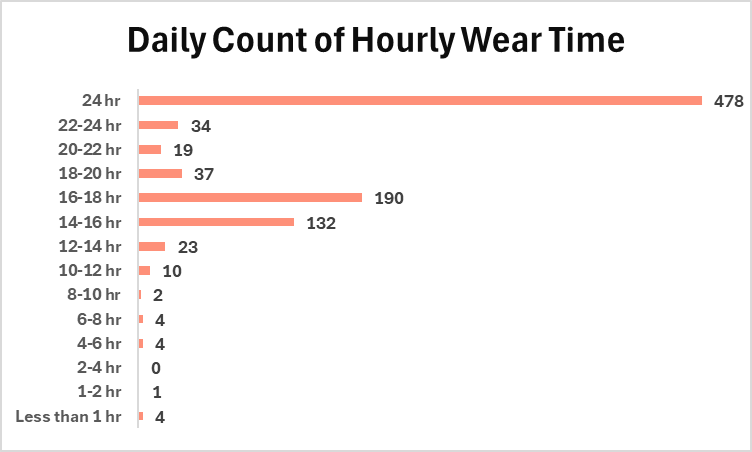 Daily Count of Hourly Wear Time
24 hr 478
22-24 hr 34
20-22 hr 19
18-20 hr 37
16-18 hr 190
14-16 hr 132
12-14 hr 23
10-12 hr 10
8-10 hr 2
6-8 hr 4
4-6 hr 4
2-4 hr 0
1-2 hr 1
Less than 1 hr 4